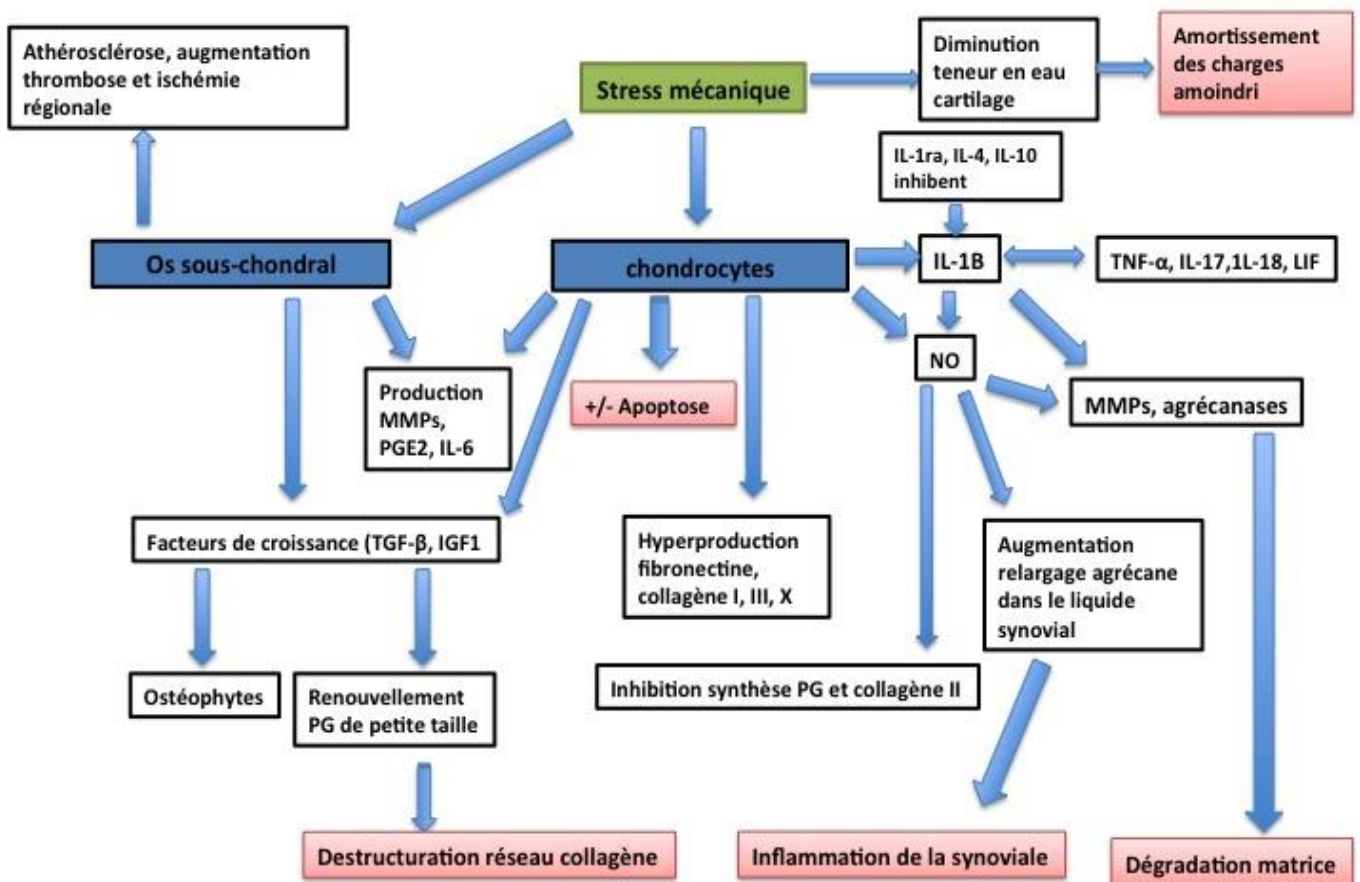 Athérosclérose, augmentation
thrombose et ischémie
régionale
Stress mécanique
Diminution
teneur en eau
cartilage
Amortissement
des charges
amoindri
IL-1ra, IL-4, IL-10
inhibent
Os sous-chondral
chondrocytes
IL-1B
TNF-α, IL-17,1L-18, LIF
NO
Production
MMPs,
PGE2, IL-6
+/- Apoptose
MMPs, agrécanases
Facteurs de croissance (TGF-β, IGF1
Hyperproduction
fibronectine,
collagène I, III, X
Augmentation
relargage agrécane
dans le liquide
synovial
Ostéophytes
Renouvellement
PG de petite taille
Inhibition synthèse PG et collagène II
Destructuration réseau collagène
Inflammation de la synoviale
Dégradation matrice